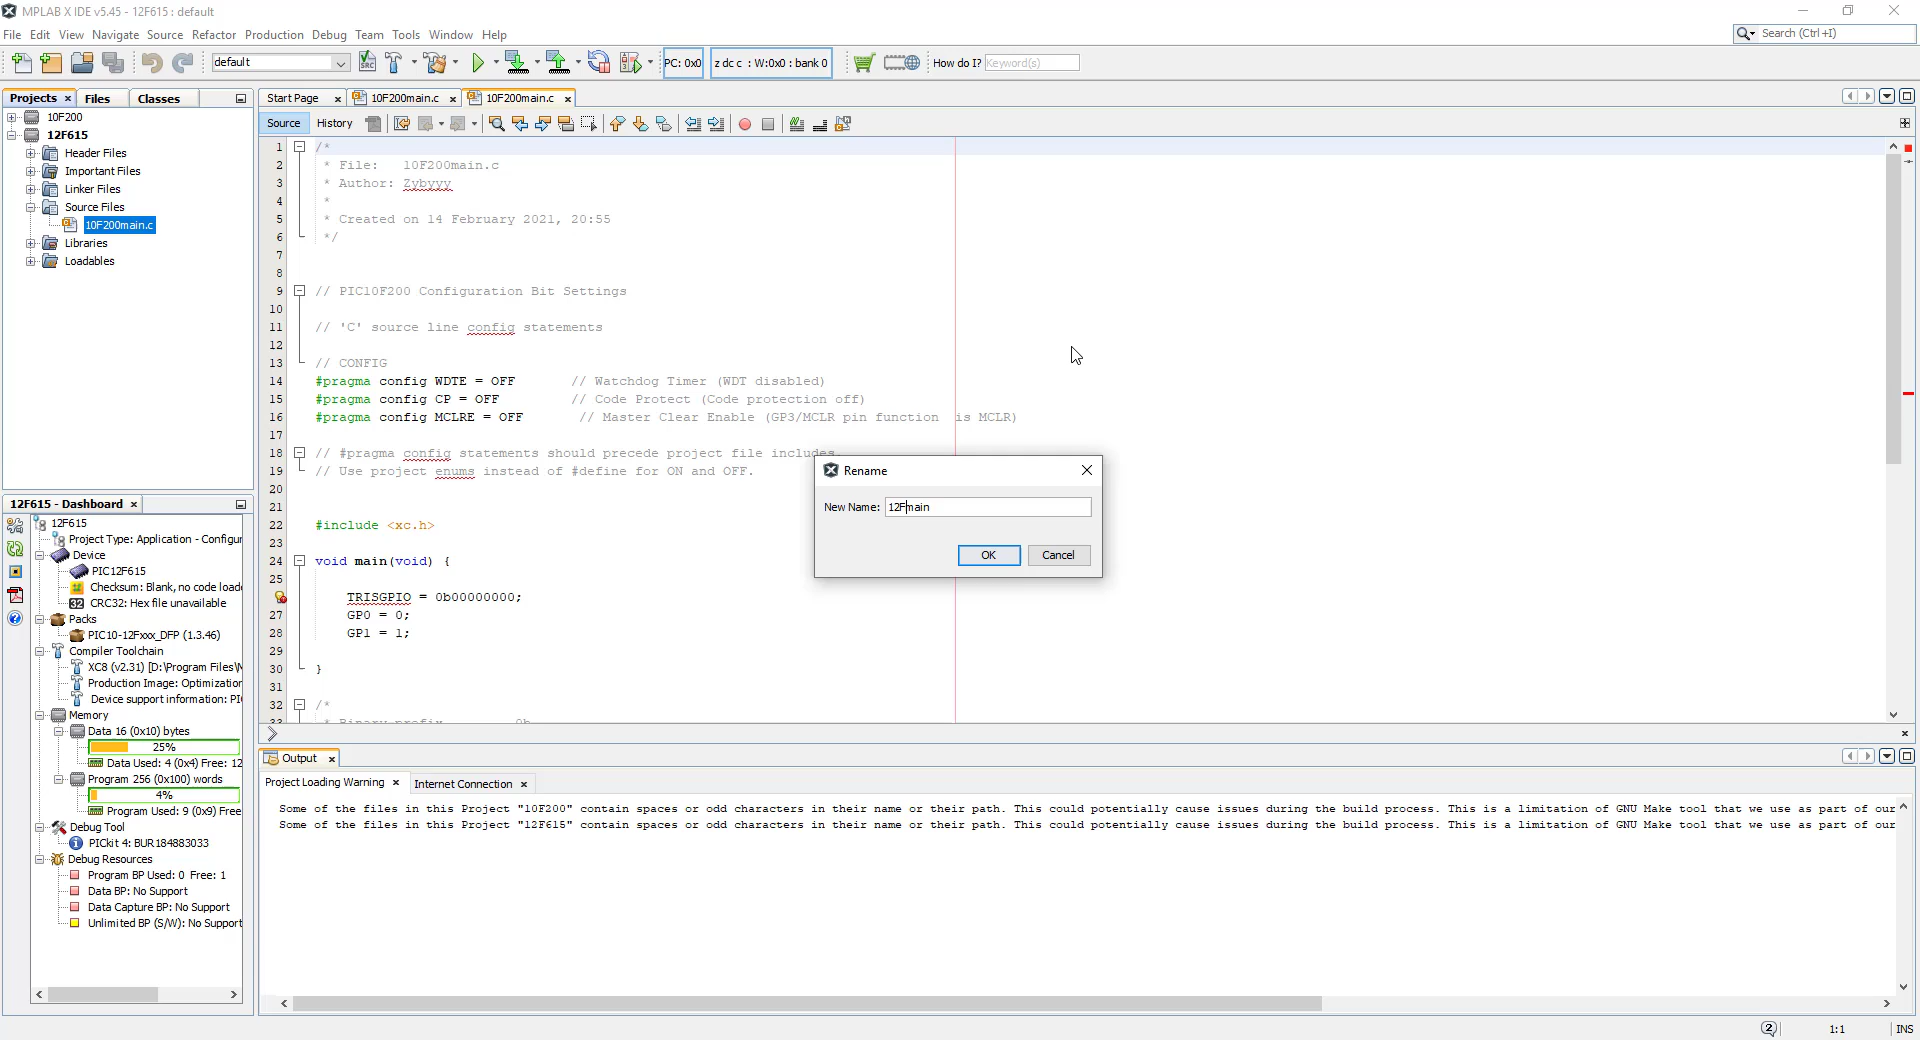 MPLAB X IDE v5.45 - 12F615 : default
File Edit View Navigate Source Refactor Production Debug Team Tools Window Help
Search (Ctrl+I)
default
PC: 0x0
z dc c : W:0x0 : bank 0
How do I? Keyword(s)
Projects Files Classes
10F200
12F615
Header Files
Important Files
Linker Files
Source Files
10F200main.c
Libraries
Loadables
Start Page 10F200main.c 10F200main.c
Source History
1 /*
2 * File: 10F200main.c
3 * Author: Zybyyy
4 *
5 * Created on 14 February 2021, 20:55
6 */
7
8
9 // PIC10F200 Configuration Bit Settings
10
11 // 'C' source line config statements
12
13 // CONFIG
14 #pragma config WDTE = OFF // Watchdog Timer (WDT disabled)
15 #pragma config CP = OFF // Code Protect (Code protection off)
16 #pragma config MCLRE = OFF // Master Clear Enable (GP3/MCLR pin function is MCLR)
17
18 // #pragma config statements should precede project file includes.
19 // Use project enums instead of #define for ON and OFF.
20
21
22 #include <xc.h>
23
24 void main(void) {
25
TRISGPIO = 0b00000000;
27 GP0 = 0;
28 GP1 = 1;
29
30 }
31
32 /*
33 * Binary prefix 0b
Rename
New Name: 12Fmain
OK Cancel
12F615 - Dashboard
12F615
Project Type: Application - Configur
Device
PIC12F615
Checksum: Blank, no code load
CRC32: Hex file unavailable
Packs
PIC10-12Fxxx_DFP (1.3.46)
Compiler Toolchain
XC8 (v2.31) [D:\Program Files\
Production Image: Optimization
Device support information: PI
Memory
Data 16 (0x10) bytes
25%
Data Used: 4 (0x4) Free: 12
Program 256 (0x100) words
4%
Program Used: 9 (0x9) Free
Debug Tool
PICkit 4: BUR184883033
Debug Resources
Program BP Used: 0 Free: 1
Data BP: No Support
Data Capture BP: No Support
Unlimited BP (S/W): No Support
Output
Project Loading Warning Internet Connection
Some of the files in this Project "10F200" contain spaces or odd characters in their name or their path. This could potentially cause issues during the build process. This is a limitation of GNU Make tool that we use as part of our
Some of the files in this Project "12F615" contain spaces or odd characters in their name or their path. This could potentially cause issues during the build process. This is a limitation of GNU Make tool that we use as part of our
2 1:1 INS